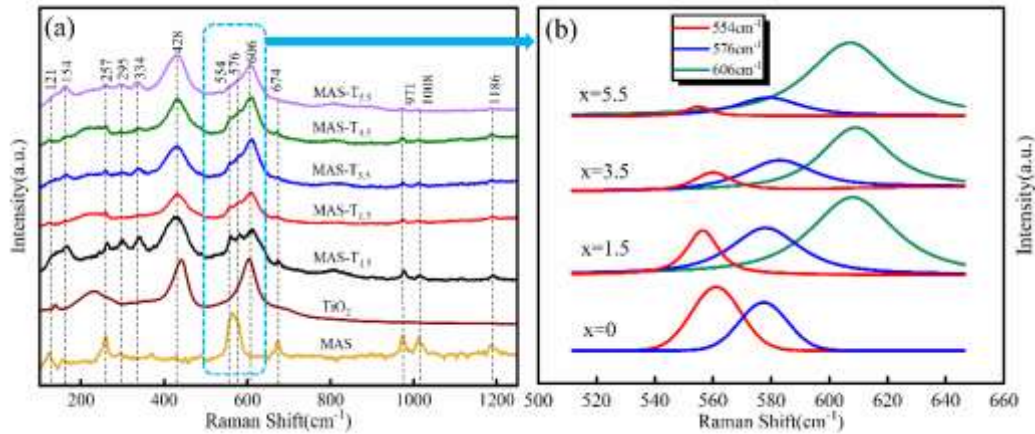 (a)
121
154
257
295
334
428
554
576
606
674
971
1008
1186
MAS-T5.5
MAS-T4.5
MAS-T3.5
MAS-T2.5
MAS-T1.5
TiO2
MAS
Intensity(a.u.)
200 400 600 800 1000 1200
Raman Shift(cm-1)
(b)
554cm-1
576cm-1
606cm-1
x=5.5
x=3.5
x=1.5
x=0
Intensity(a.u.)
500 520 540 560 580 600 620 640 660
Raman Shift(cm-1)